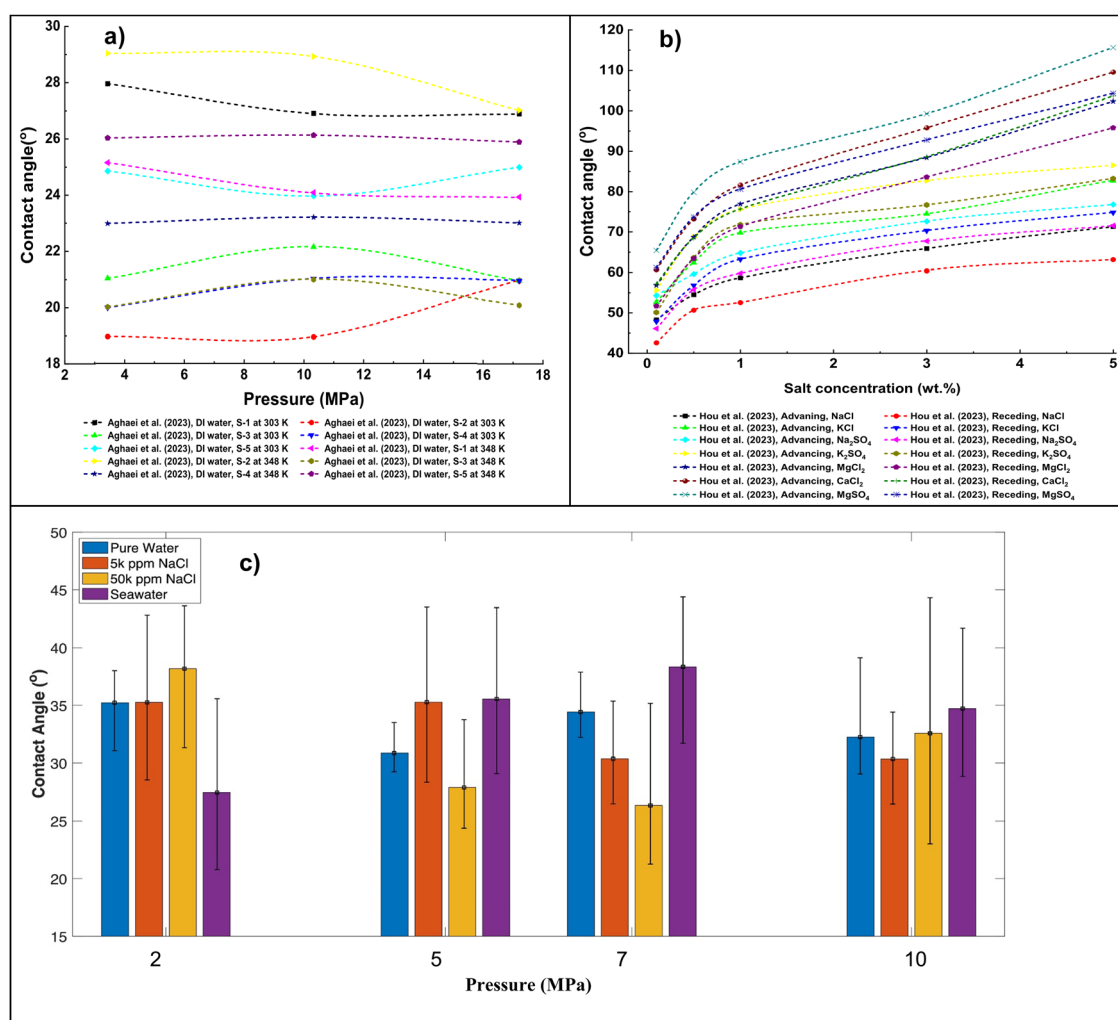 a)
30
28
26
24
22
20
18
Contact angle(°)
2 4 6 8 10 12 14 16 18
Pressure (MPa)
Aghaei et al. (2023), DI water, S-1 at 303 K Aghaei et al. (2023), DI water, S-2 at 303 K
Aghaei et al. (2023), DI water, S-3 at 303 K Aghaei et al. (2023), DI water, S-4 at 303 K
Aghaei et al. (2023), DI water, S-5 at 303 K Aghaei et al. (2023), DI water, S-1 at 348 K
Aghaei et al. (2023), DI water, S-2 at 348 K Aghaei et al. (2023), DI water, S-3 at 348 K
Aghaei et al. (2023), DI water, S-4 at 348 K Aghaei et al. (2023), DI water, S-5 at 348 K
b)
120
110
100
90
80
70
60
50
40
Contact angle(°)
0 1 2 3 4 5
Salt concentration (wt.%)
Hou et al. (2023), Advaning, NaCl Hou et al. (2023), Receding, NaCl
Hou et al. (2023), Advancing, KCl Hou et al. (2023), Receding, KCl
Hou et al. (2023), Advancing, Na₂SO₄ Hou et al. (2023), Receding, Na₂SO₄
Hou et al. (2023), Advancing, K₂SO₄ Hou et al. (2023), Receding, K₂SO₄
Hou et al. (2023), Advancing, MgCl₂ Hou et al. (2023), Receding, MgCl₂
Hou et al. (2023), Advancing, CaCl₂ Hou et al. (2023), Receding, CaCl₂
Hou et al. (2023), Advancing, MgSO₄ Hou et al. (2023), Receding, MgSO₄
c)
50
45
40
35
30
25
20
15
Contact Angle(°)
Pure Water
5k ppm NaCl
50k ppm NaCl
Seawater
2 5 7 10
Pressure (MPa)